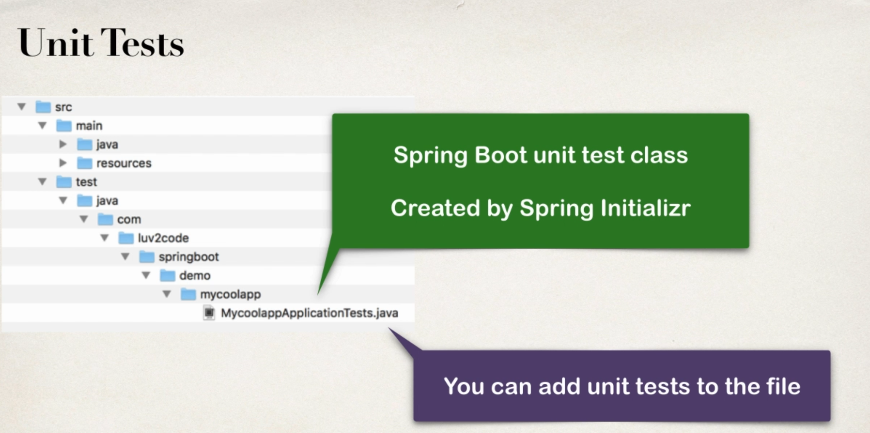 Unit Tests
src
main
java
resources
test
java
com
luv2code
springboot
demo
mycoolapp
MycoolappApplicationTests.java
Spring Boot unit test class
Created by Spring Initializr
You can add unit tests to the file